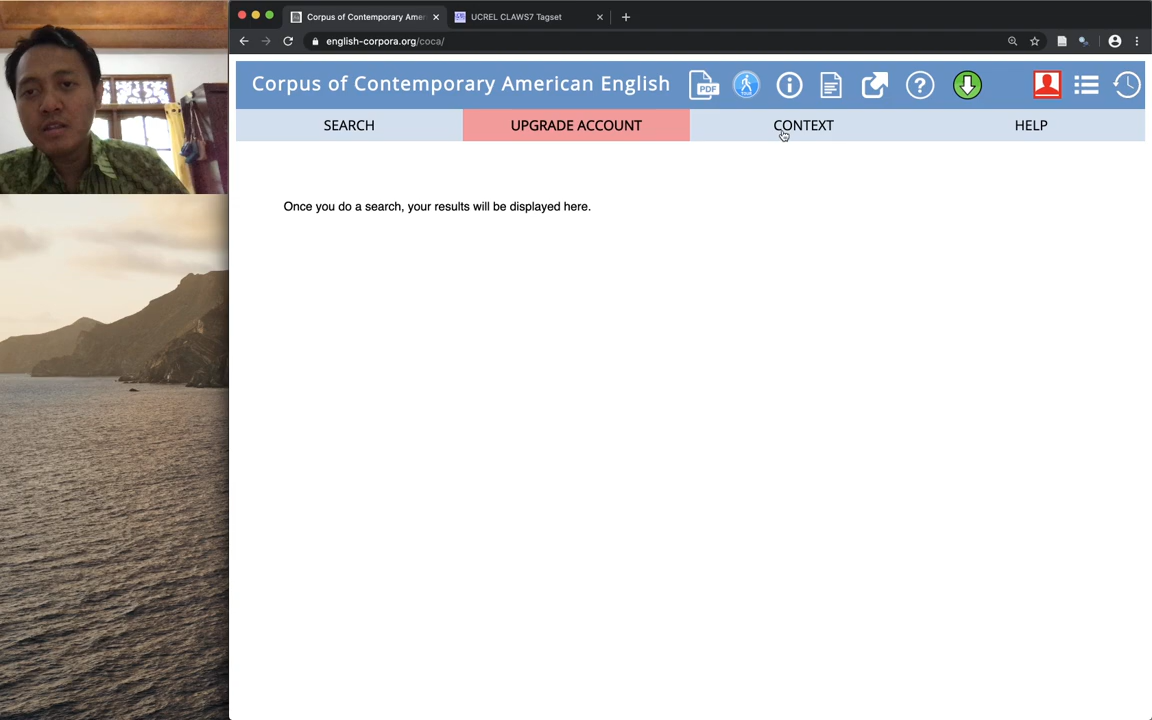 Corpus of Contemporary Amer
UCREL CLAWS7 Tagset
english-corpora.org/coca/
Corpus of Contemporary American English
PDF
SEARCH
UPGRADE ACCOUNT
CONTEXT
HELP
Once you do a search, your results will be displayed here.